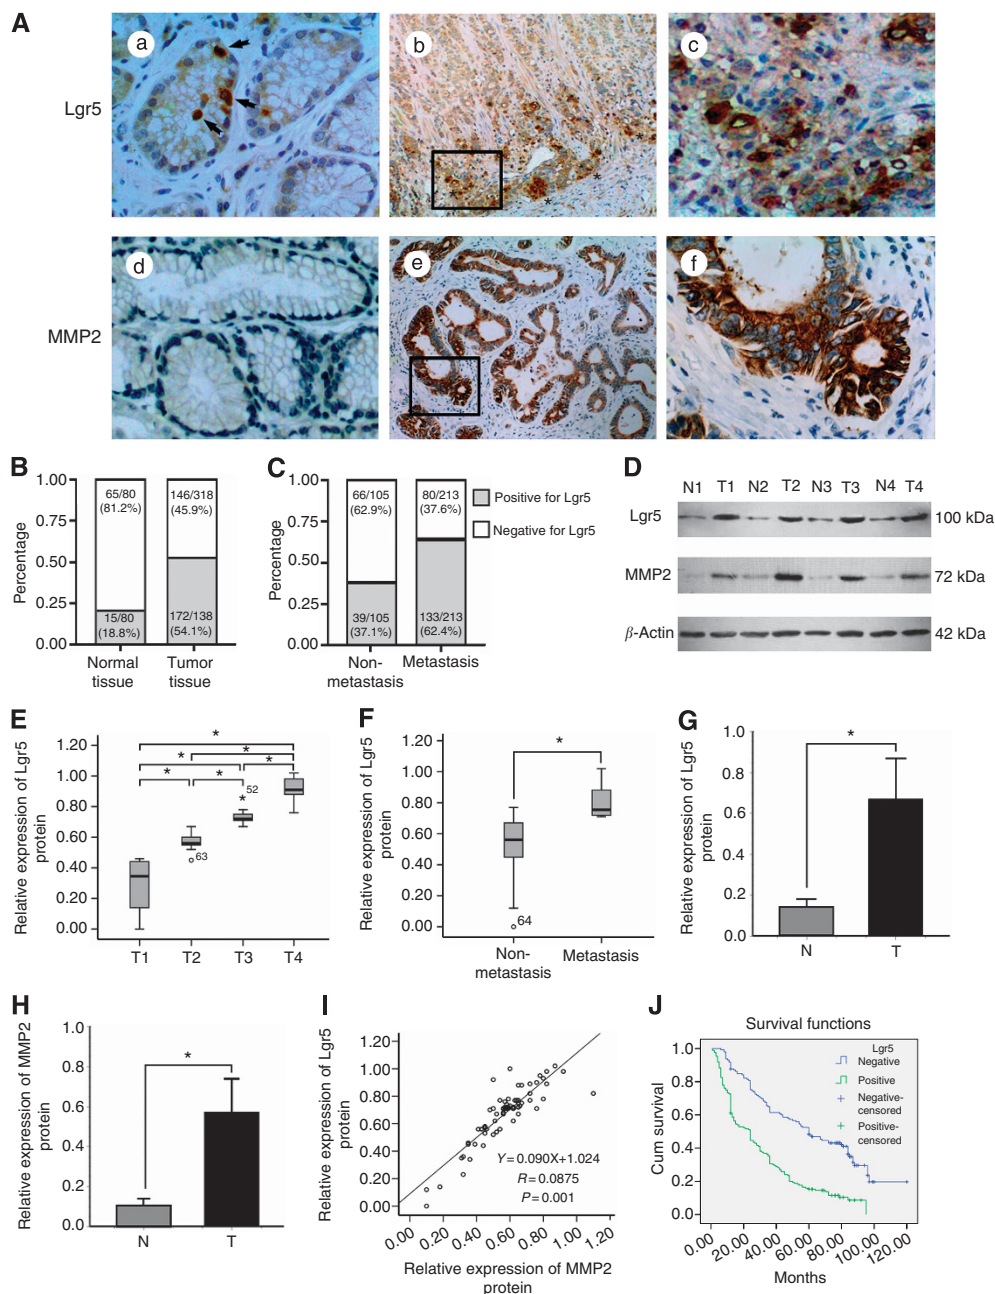 A
Lgr5
a
b
c
*
*
*
*
MMP2
d
e
f
B
Percentage
1.00
0.75
0.50
0.25
65/80
(81.2%)
15/80
(18.8%)
146/318
(45.9%)
172/138
(54.1%)
Normal
tissue
Tumor
tissue
C
Percentage
1.00
0.75
0.50
0.25
0.00
66/105
(62.9%)
39/105
(37.1%)
80/213
(37.6%)
133/213
(62.4%)
Non-
metastasis
Metastasis
Positive for Lgr5
Negative for Lgr5
D
N1 T1 N2 T2 N3 T3 N4 T4
Lgr5 100 kDa
MMP2 72 kDa
β-Actin 42 kDa
E
Relative expression of Lgr5
protein
1.20
1.00
0.80
0.60
0.40
0.20
0.00
*
* *
* *
* *
* 52
63
T1 T2 T3 T4
F
Relative expression of Lgr5
protein
1.20
1.00
0.80
0.60
0.40
0.20
0.00
*
64
Non-
metastasis
Metastasis
G
Relative expression of Lgr5
protein
1.0
0.8
0.6
0.4
0.2
0.0
*
N T
H
Relative expression of MMP2
protein
1.0
0.8
0.6
0.4
0.2
0.0
*
N T
I
Relative expression of Lgr5
protein
1.20
1.00
0.80
0.60
0.40
0.20
0.00
Y=0.090X+1.024
R=0.0875
P=0.001
0.00 0.20 0.40 0.60 0.80 1.00 1.20
Relative expression of MMP2
protein
J
Survival functions
Cum survival
1.0
0.8
0.6
0.4
0.2
0.0
Lgr5
Negative
Positive
Negative-
censored
Positive-
censored
0.00 20.00 40.00 60.00 80.00 100.00 120.00
Months